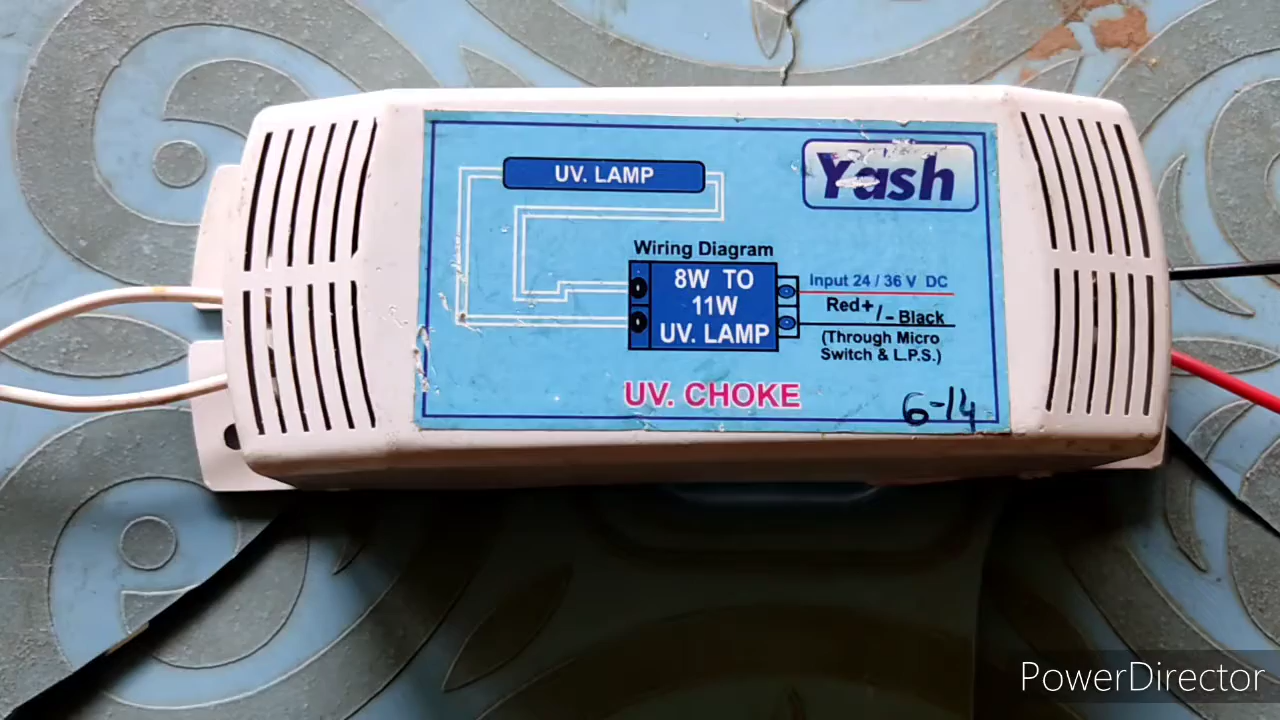 UV. LAMP
Yash
Wiring Diagram
8W TO
11W
UV. LAMP
Input 24 / 36 V DC
Red+/- Black
(Through Micro
Switch & L.P.S.)
UV. CHOKE
6-14
PowerDirector